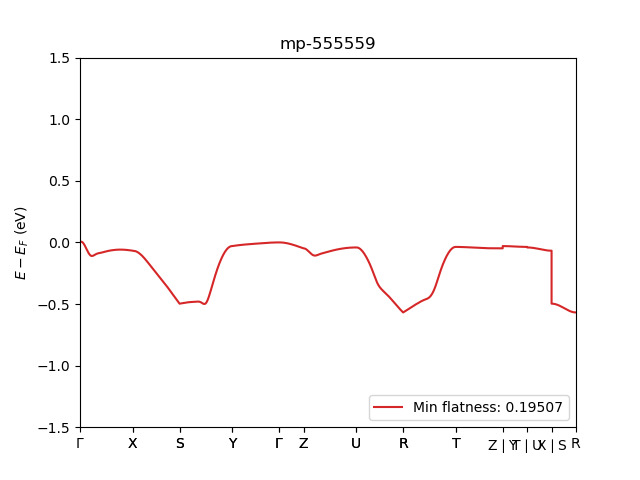 mp-555559
E − E_F (eV)
1.5
1.0
0.5
0.0
−0.5
−1.0
−1.5
Min flatness: 0.19507
Γ X S Y Γ Z U R T Z | Y T | U X | S R